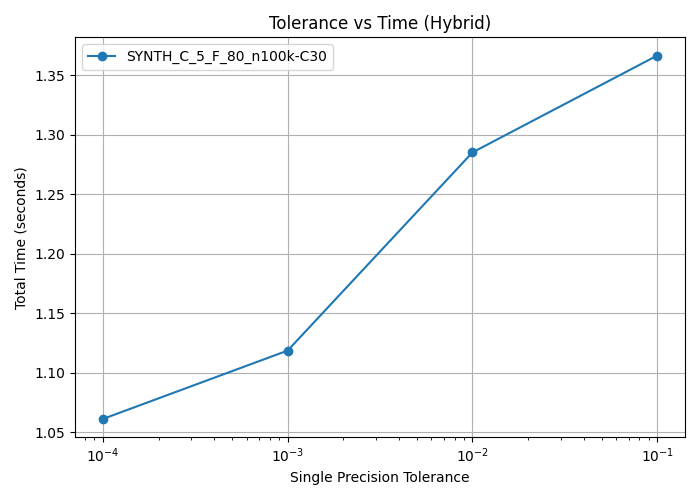 Tolerance vs Time (Hybrid)
SYNTH_C_5_F_80_n100k-C30
Total Time (seconds)
1.35
1.30
1.25
1.20
1.15
1.10
1.05
10⁻⁴ 10⁻³ 10⁻² 10⁻¹
Single Precision Tolerance